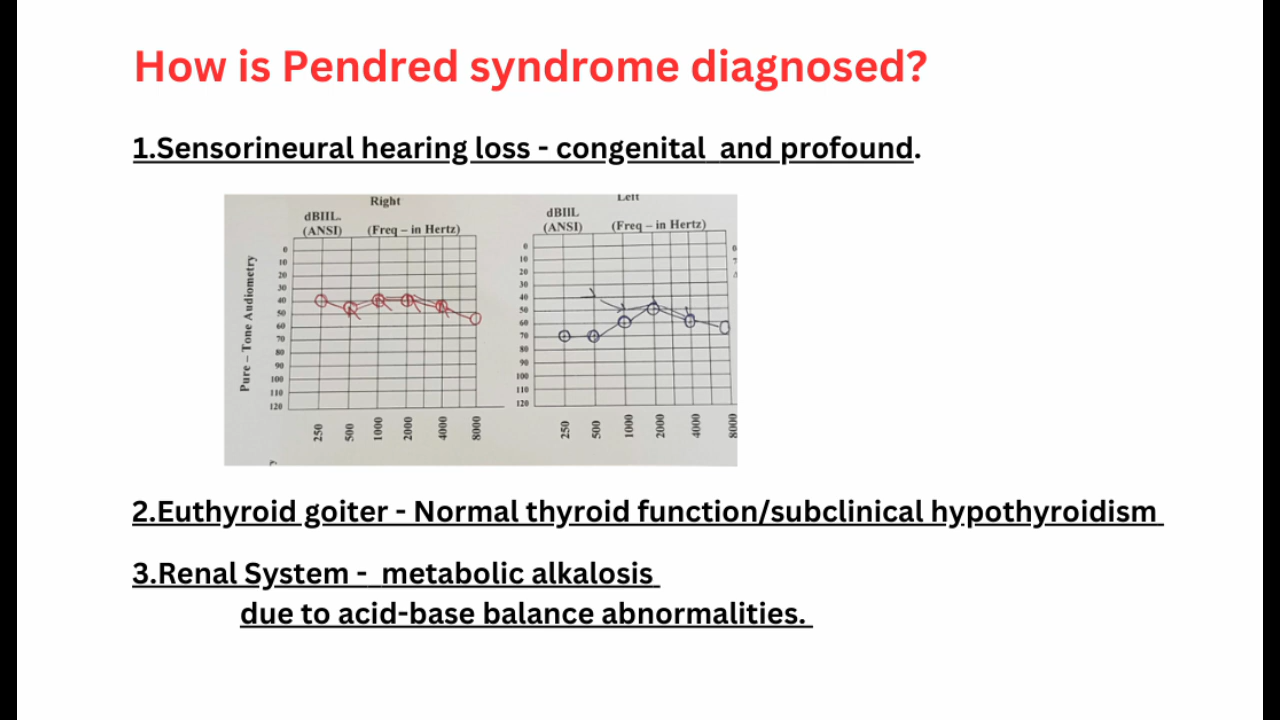 How is Pendred syndrome diagnosed?
1.Sensorineural hearing loss - congenital and profound.
Right
dBIIL.
(ANSI) (Freq – in Hertz)
Pure – Tone Audiometry
0
10
20
30
40
50
60
70
80
90
100
110
120
250 500 1000 2000 4000 8000
Left
dBIIL
(ANSI) (Freq – in Hertz)
0
10
20
30
40
50
60
70
80
90
100
110
120
250 500 1000 2000 4000 8000
2.Euthyroid goiter - Normal thyroid function/subclinical hypothyroidism
3.Renal System - metabolic alkalosis
due to acid-base balance abnormalities.